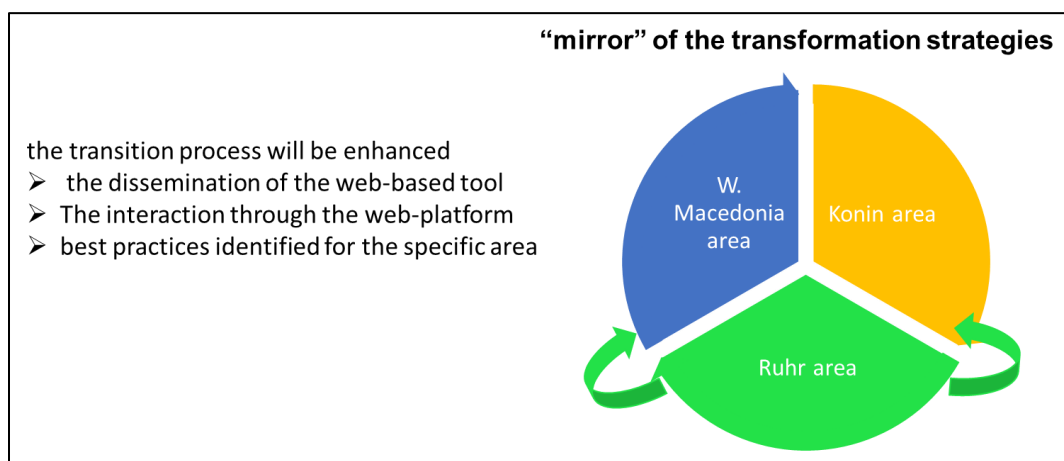 “mirror” of the transformation strategies
the transition process will be enhanced
➢ the dissemination of the web-based tool
➢ The interaction through the web-platform
➢ best practices identified for the specific area
W.
Macedonia
area
Konin area
Ruhr area